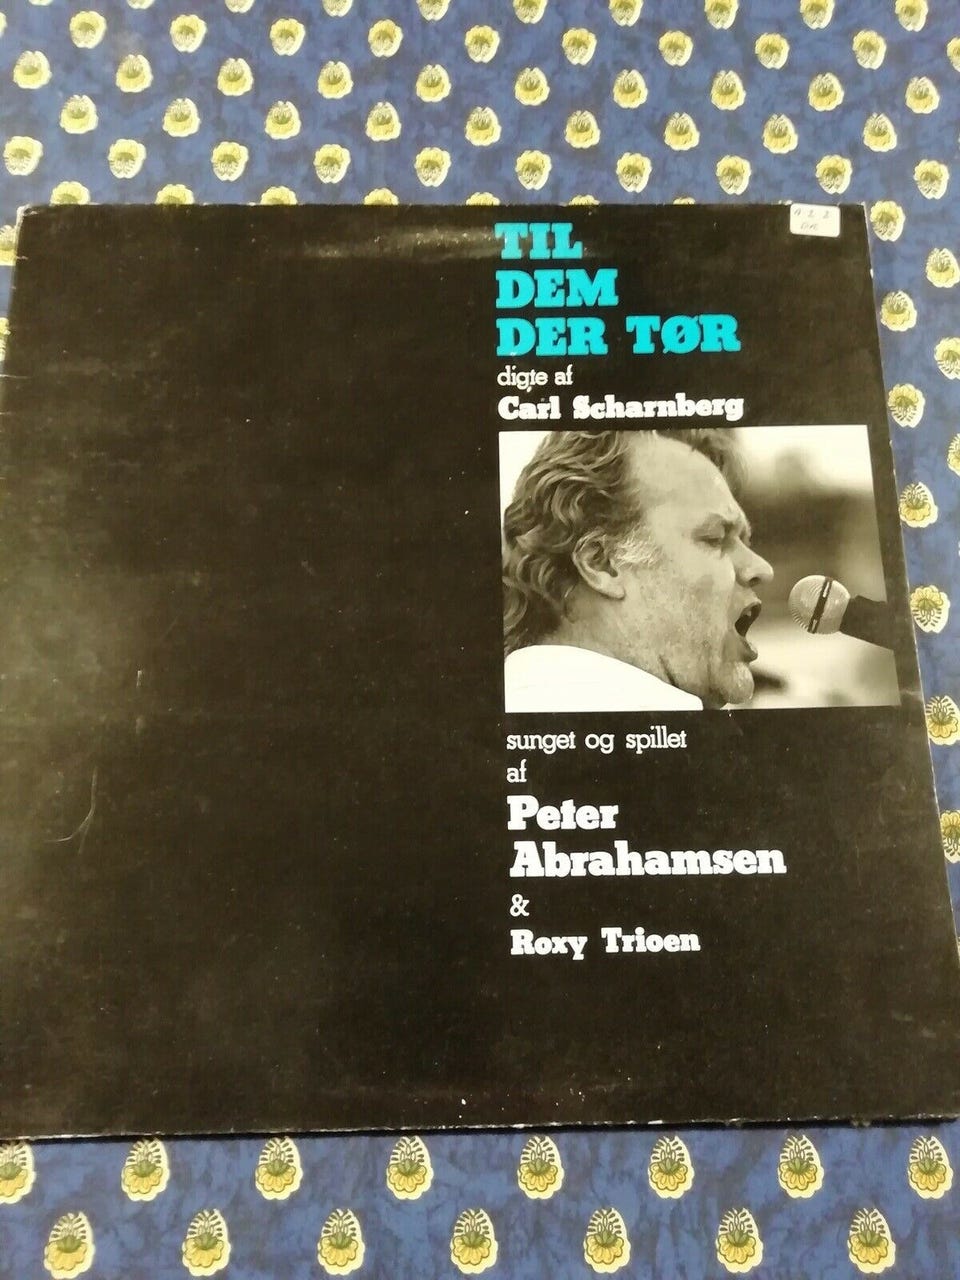 TIL
DEM
DER TØR
digte af
Carl Scharnberg
sunget og spillet
af
Peter
Abrahamsen
&
Roxy Trioen